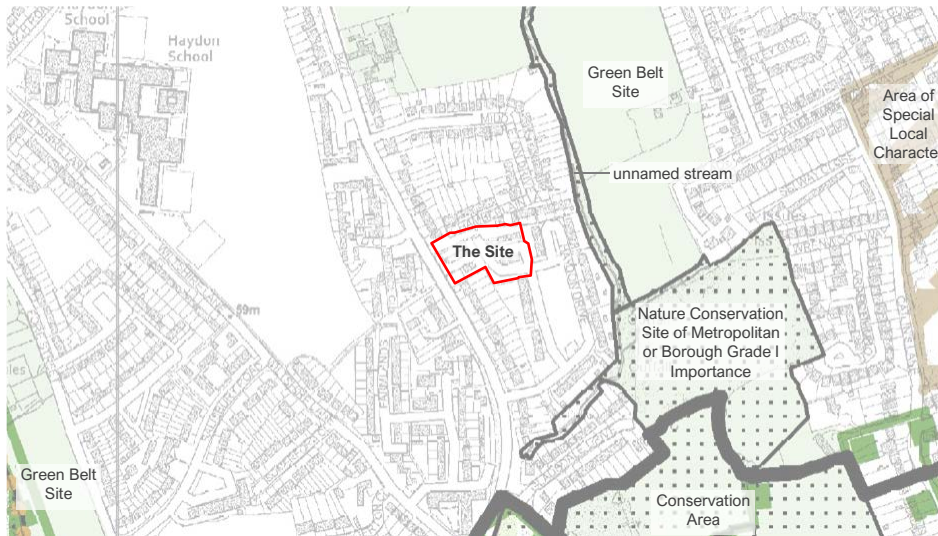 Haydon
School
Haydon
School
Green Belt
Site
Area of
Special
Local
Characte
unnamed stream
The Site
59m
Nature Conservation
Site of Metropolitan
or Borough Grade I
Importance
Green Belt
Site
Conservation
Area